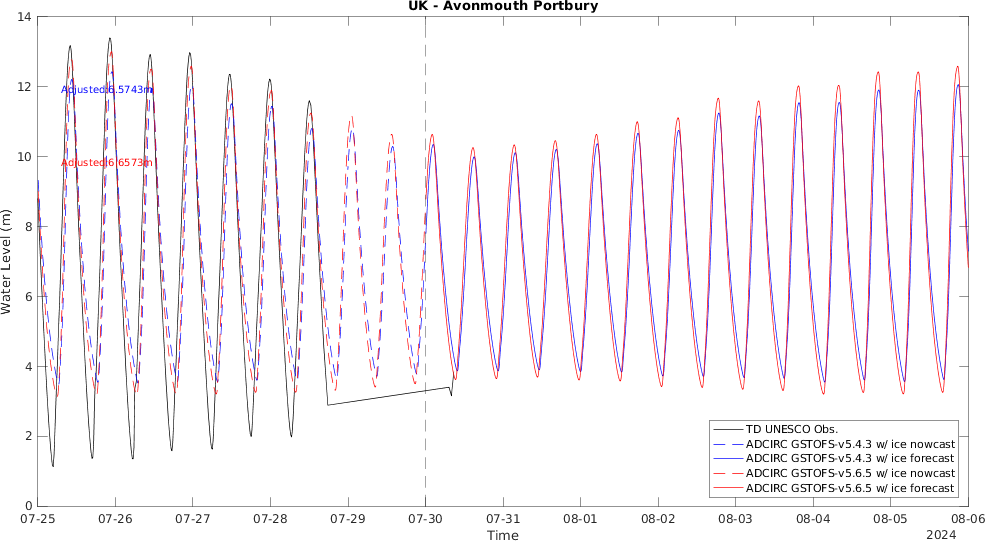 UK - Avonmouth Portbury
14
12
10
8
6
4
2
0
Water Level (m)
Adjusted:6.5743m
Adjusted:6.6573m
TD UNESCO Obs.
ADCIRC GSTOFS-v5.4.3 w/ ice nowcast
ADCIRC GSTOFS-v5.4.3 w/ ice forecast
ADCIRC GSTOFS-v5.6.5 w/ ice nowcast
ADCIRC GSTOFS-v5.6.5 w/ ice forecast
07-25 07-26 07-27 07-28 07-29 07-30 07-31 08-01 08-02 08-03 08-04 08-05 08-06
Time
2024